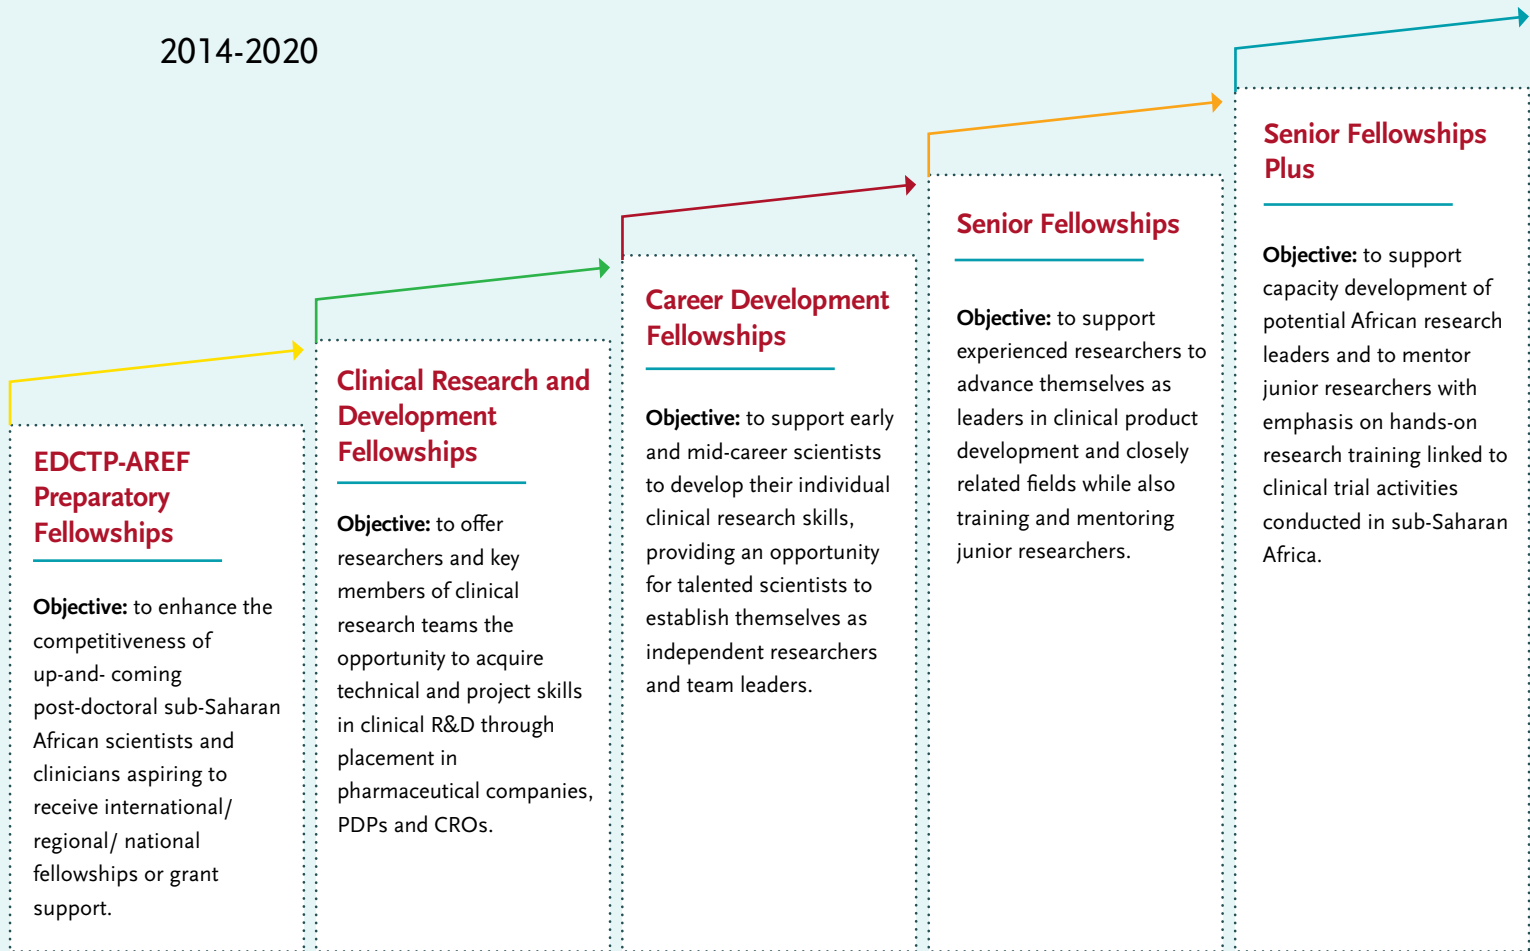 2014-2020
EDCTP-AREF
Preparatory
Fellowships
Objective: to enhance the
competitiveness of
up-and- coming
post-doctoral sub-Saharan
African scientists and
clinicians aspiring to
receive international/
regional/ national
fellowships or grant
support.
Clinical Research and
Development
Fellowships
Objective: to offer
researchers and key
members of clinical
research teams the
opportunity to acquire
technical and project skills
in clinical R&D through
placement in
pharmaceutical companies,
PDPs and CROs.
Career Development
Fellowships
Objective: to support early
and mid-career scientists
to develop their individual
clinical research skills,
providing an opportunity
for talented scientists to
establish themselves as
independent researchers
and team leaders.
Senior Fellowships
Objective: to support
experienced researchers to
advance themselves as
leaders in clinical product
development and closely
related fields while also
training and mentoring
junior researchers.
Senior Fellowships
Plus
Objective: to support
capacity development of
potential African research
leaders and to mentor
junior researchers with
emphasis on hands-on
research training linked to
clinical trial activities
conducted in sub-Saharan
Africa.